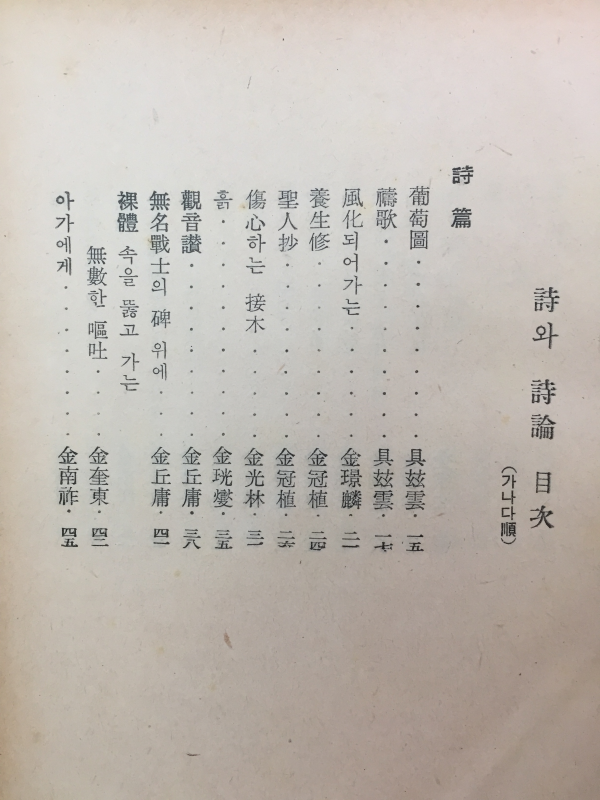 詩와 詩論 目次
(가나다順)
詩篇
葡萄圖・・・・・・・具玆雲・一五
禱歌・・・・・・・・具玆雲・一七
風化되어가는・・・・金璟麟・二一
養生修・・・・・・・金冠植・二四
聖人抄・・・・・・・金冠植・二六
傷心하는 接木・・・・金光林・三一
흙・・・・・・・・・金珖燮・三五
觀音讃・・・・・・・金丘庸・三八
無名戰士의 碑 위에・・・金丘庸・四一
裸體 속을 뚫고 가는
無數한 嘔吐・・・・金奎東・四二
아가에게・・・・・・・金南祚・四五